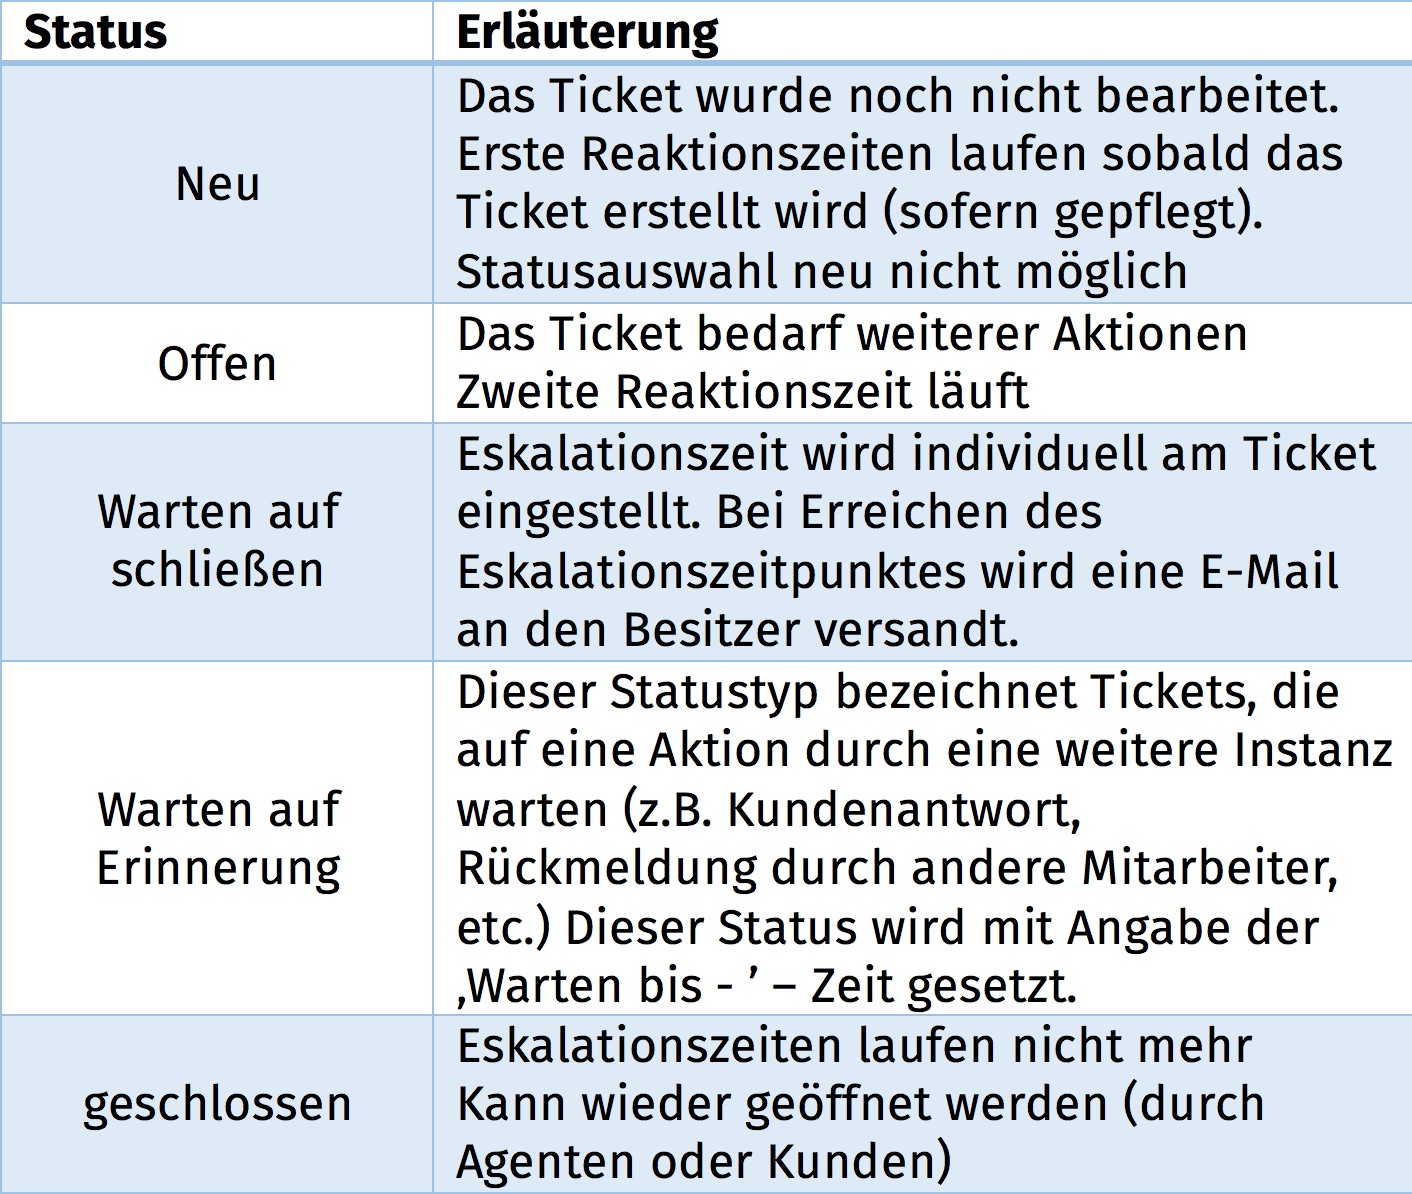 Status
Erläuterung
Neu
Das Ticket wurde noch nicht bearbeitet.
Erste Reaktionszeiten laufen sobald das
Ticket erstellt wird (sofern gepflegt).
Statusauswahl neu nicht möglich
Offen
Das Ticket bedarf weiterer Aktionen
Zweite Reaktionszeit läuft
Warten auf
schließen
Eskalationszeit wird individuell am Ticket
eingestellt. Bei Erreichen des
Eskalationszeitpunktes wird eine E-Mail
an den Besitzer versandt.
Warten auf
Erinnerung
Dieser Statustyp bezeichnet Tickets, die
auf eine Aktion durch eine weitere Instanz
warten (z.B. Kundenantwort,
Rückmeldung durch andere Mitarbeiter,
etc.) Dieser Status wird mit Angabe der
‚Warten bis - ’ – Zeit gesetzt.
geschlossen
Eskalationszeiten laufen nicht mehr
Kann wieder geöffnet werden (durch
Agenten oder Kunden)